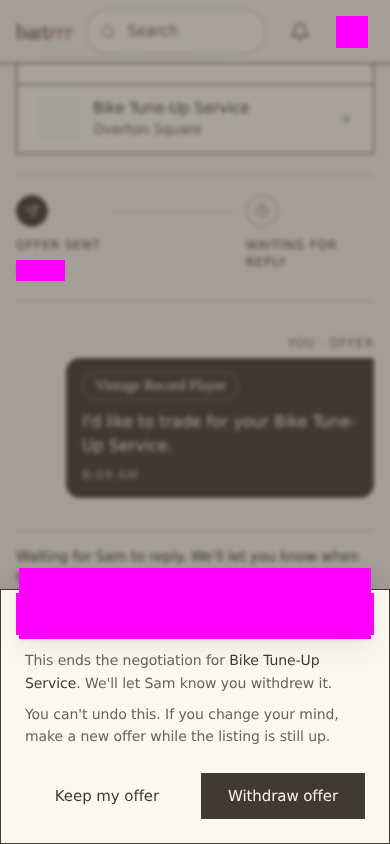 bartrrr
Search
Bike Tune-Up Service
Overton Square
OFFER SENT
WAITING FOR
REPLY
YOU · OFFER
Vintage Record Player
I'd like to trade for your Bike Tune-
Up Service.
8:09 AM
Waiting for Sam to reply. We'll let you know when
This ends the negotiation for Bike Tune-Up
Service. We'll let Sam know you withdrew it.
You can't undo this. If you change your mind,
make a new offer while the listing is still up.
Keep my offer
Withdraw offer